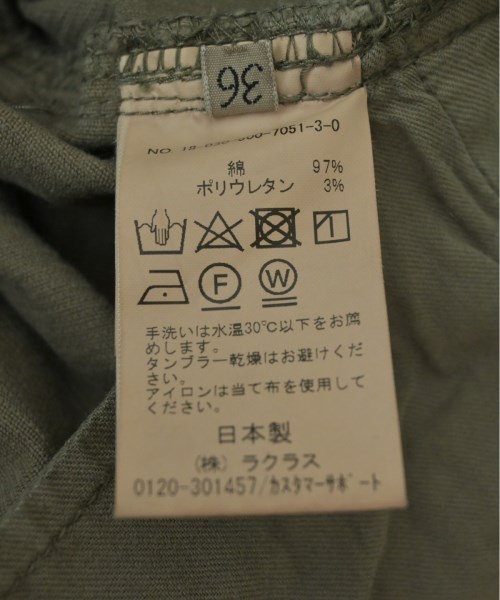 36
7051-3-0
綿 97%
ポリウレタン 3%
F W
手洗いは水温30℃以下をお薦
めします。
タンブラー乾燥はお避けくださ
い。
アイロンは当て布を使用して
ください。
日本製
(株) ラクラス
0120-301457/ｶｽﾀﾏｰｻﾎﾟｰﾄ